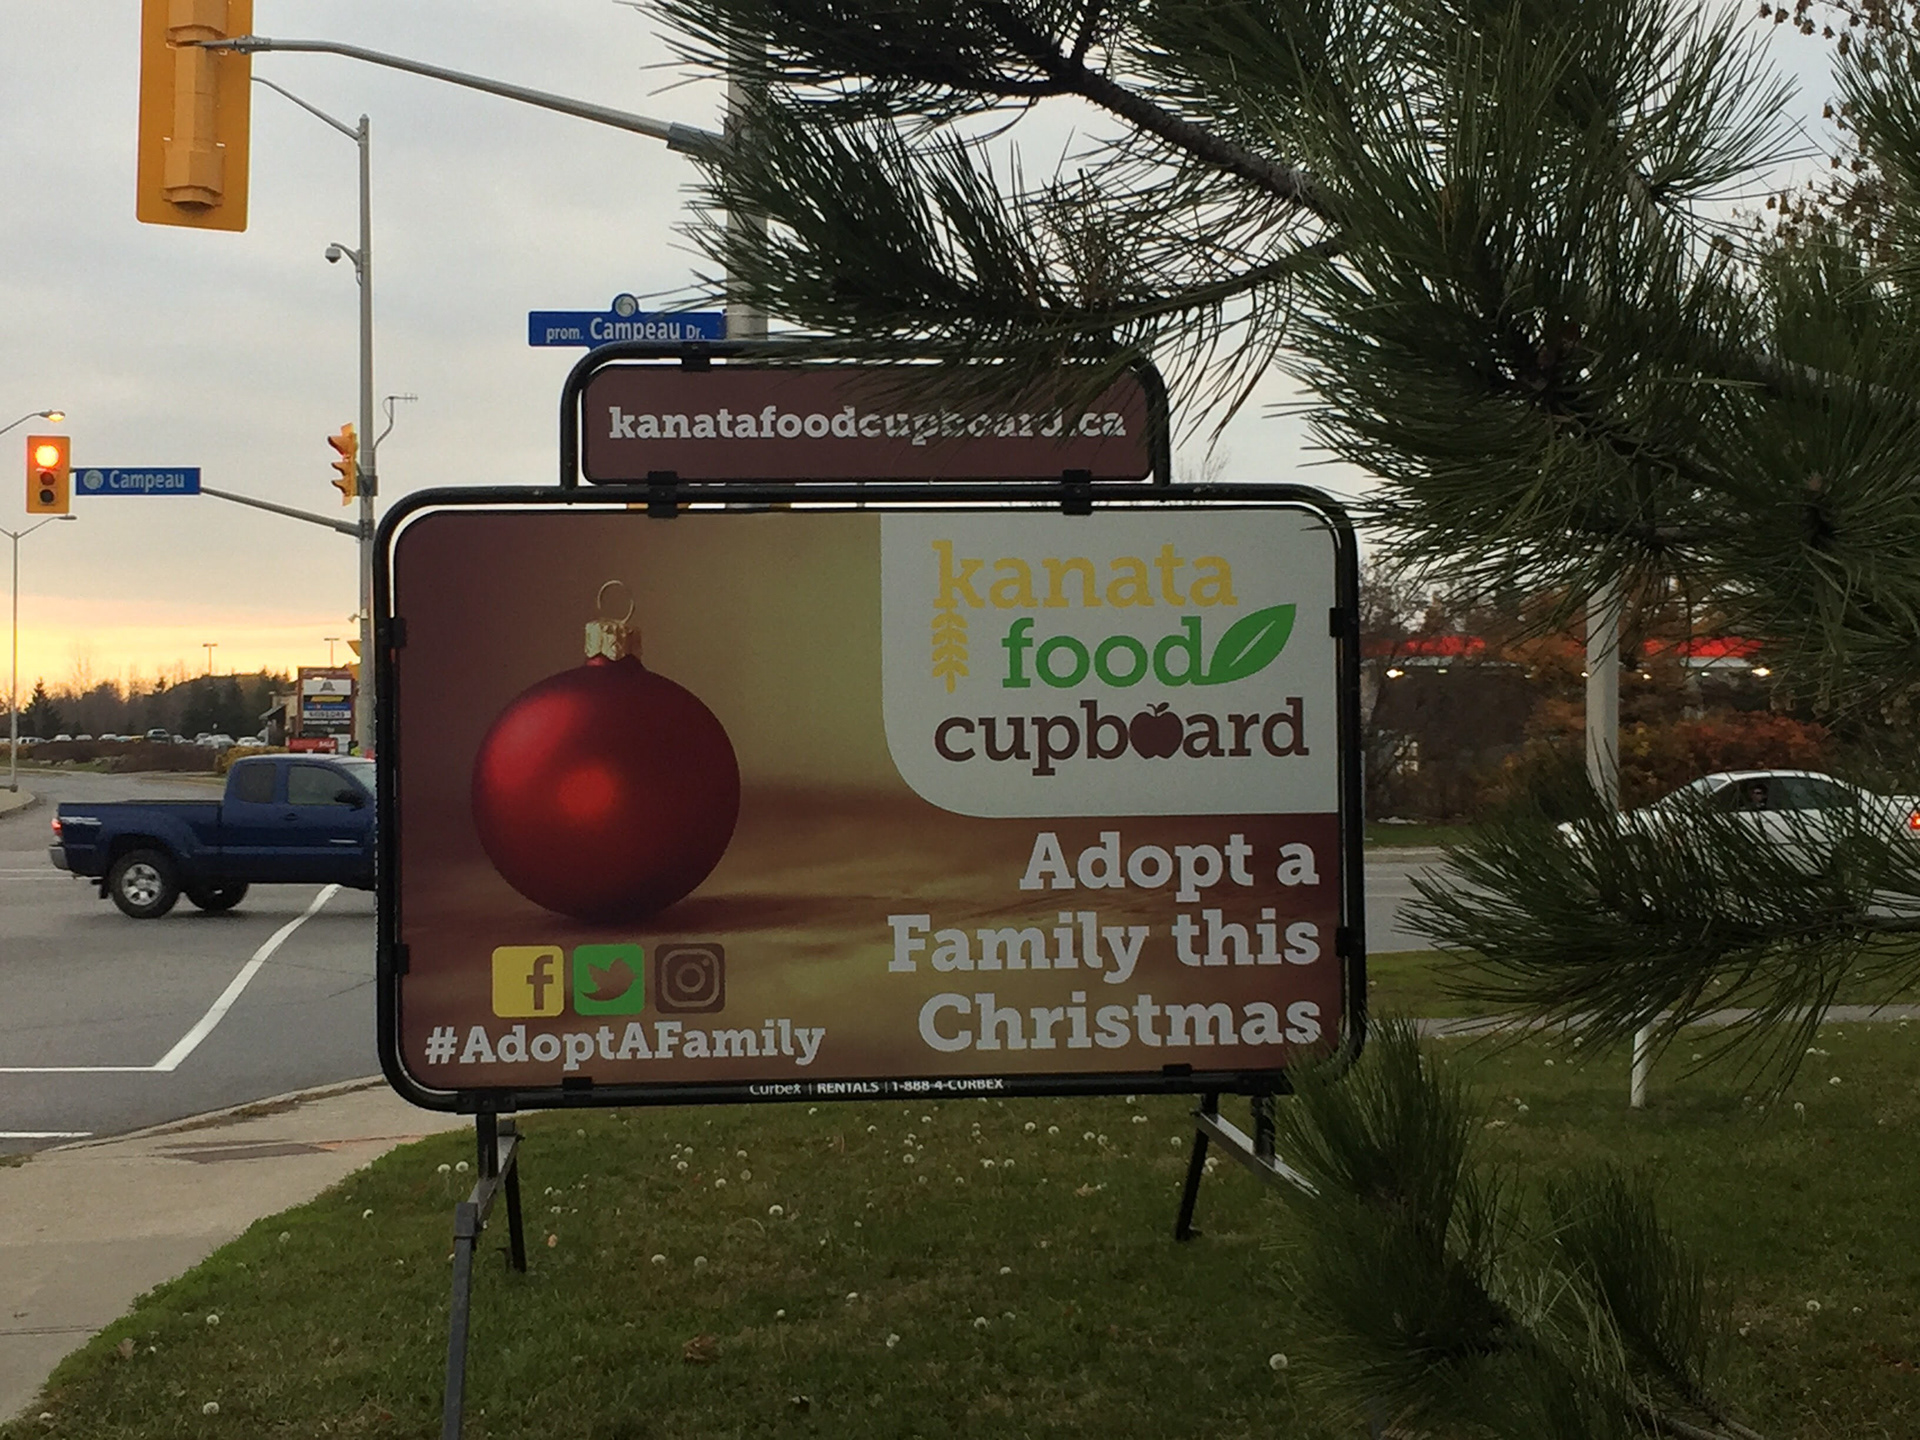 prom. Campeau Dr.
Campeau
kanatafoodcupboard.ca
kanata
food
cupboard
Adopt a
Family this
Christmas
#AdoptAFamily
Curbex | RENTALS | 1-888-4-CURBEX